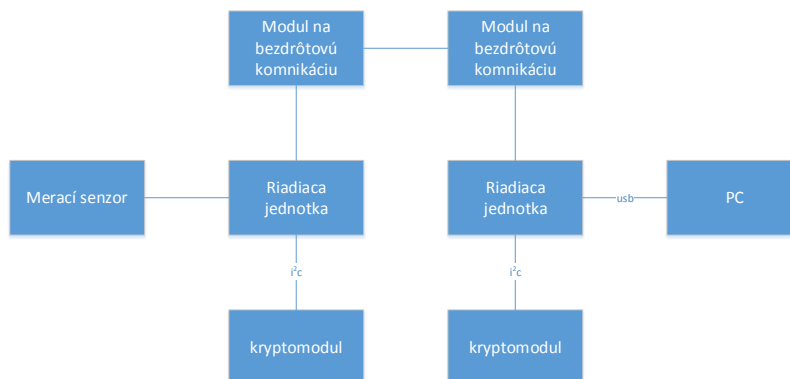 Modul na
bezdrôtovú
komnikáciu
Modul na
bezdrôtovú
komnikáciu
Merací senzor
Riadiaca
jednotka
Riadiaca
jednotka
usb
PC
i²c
i²c
kryptomodul
kryptomodul